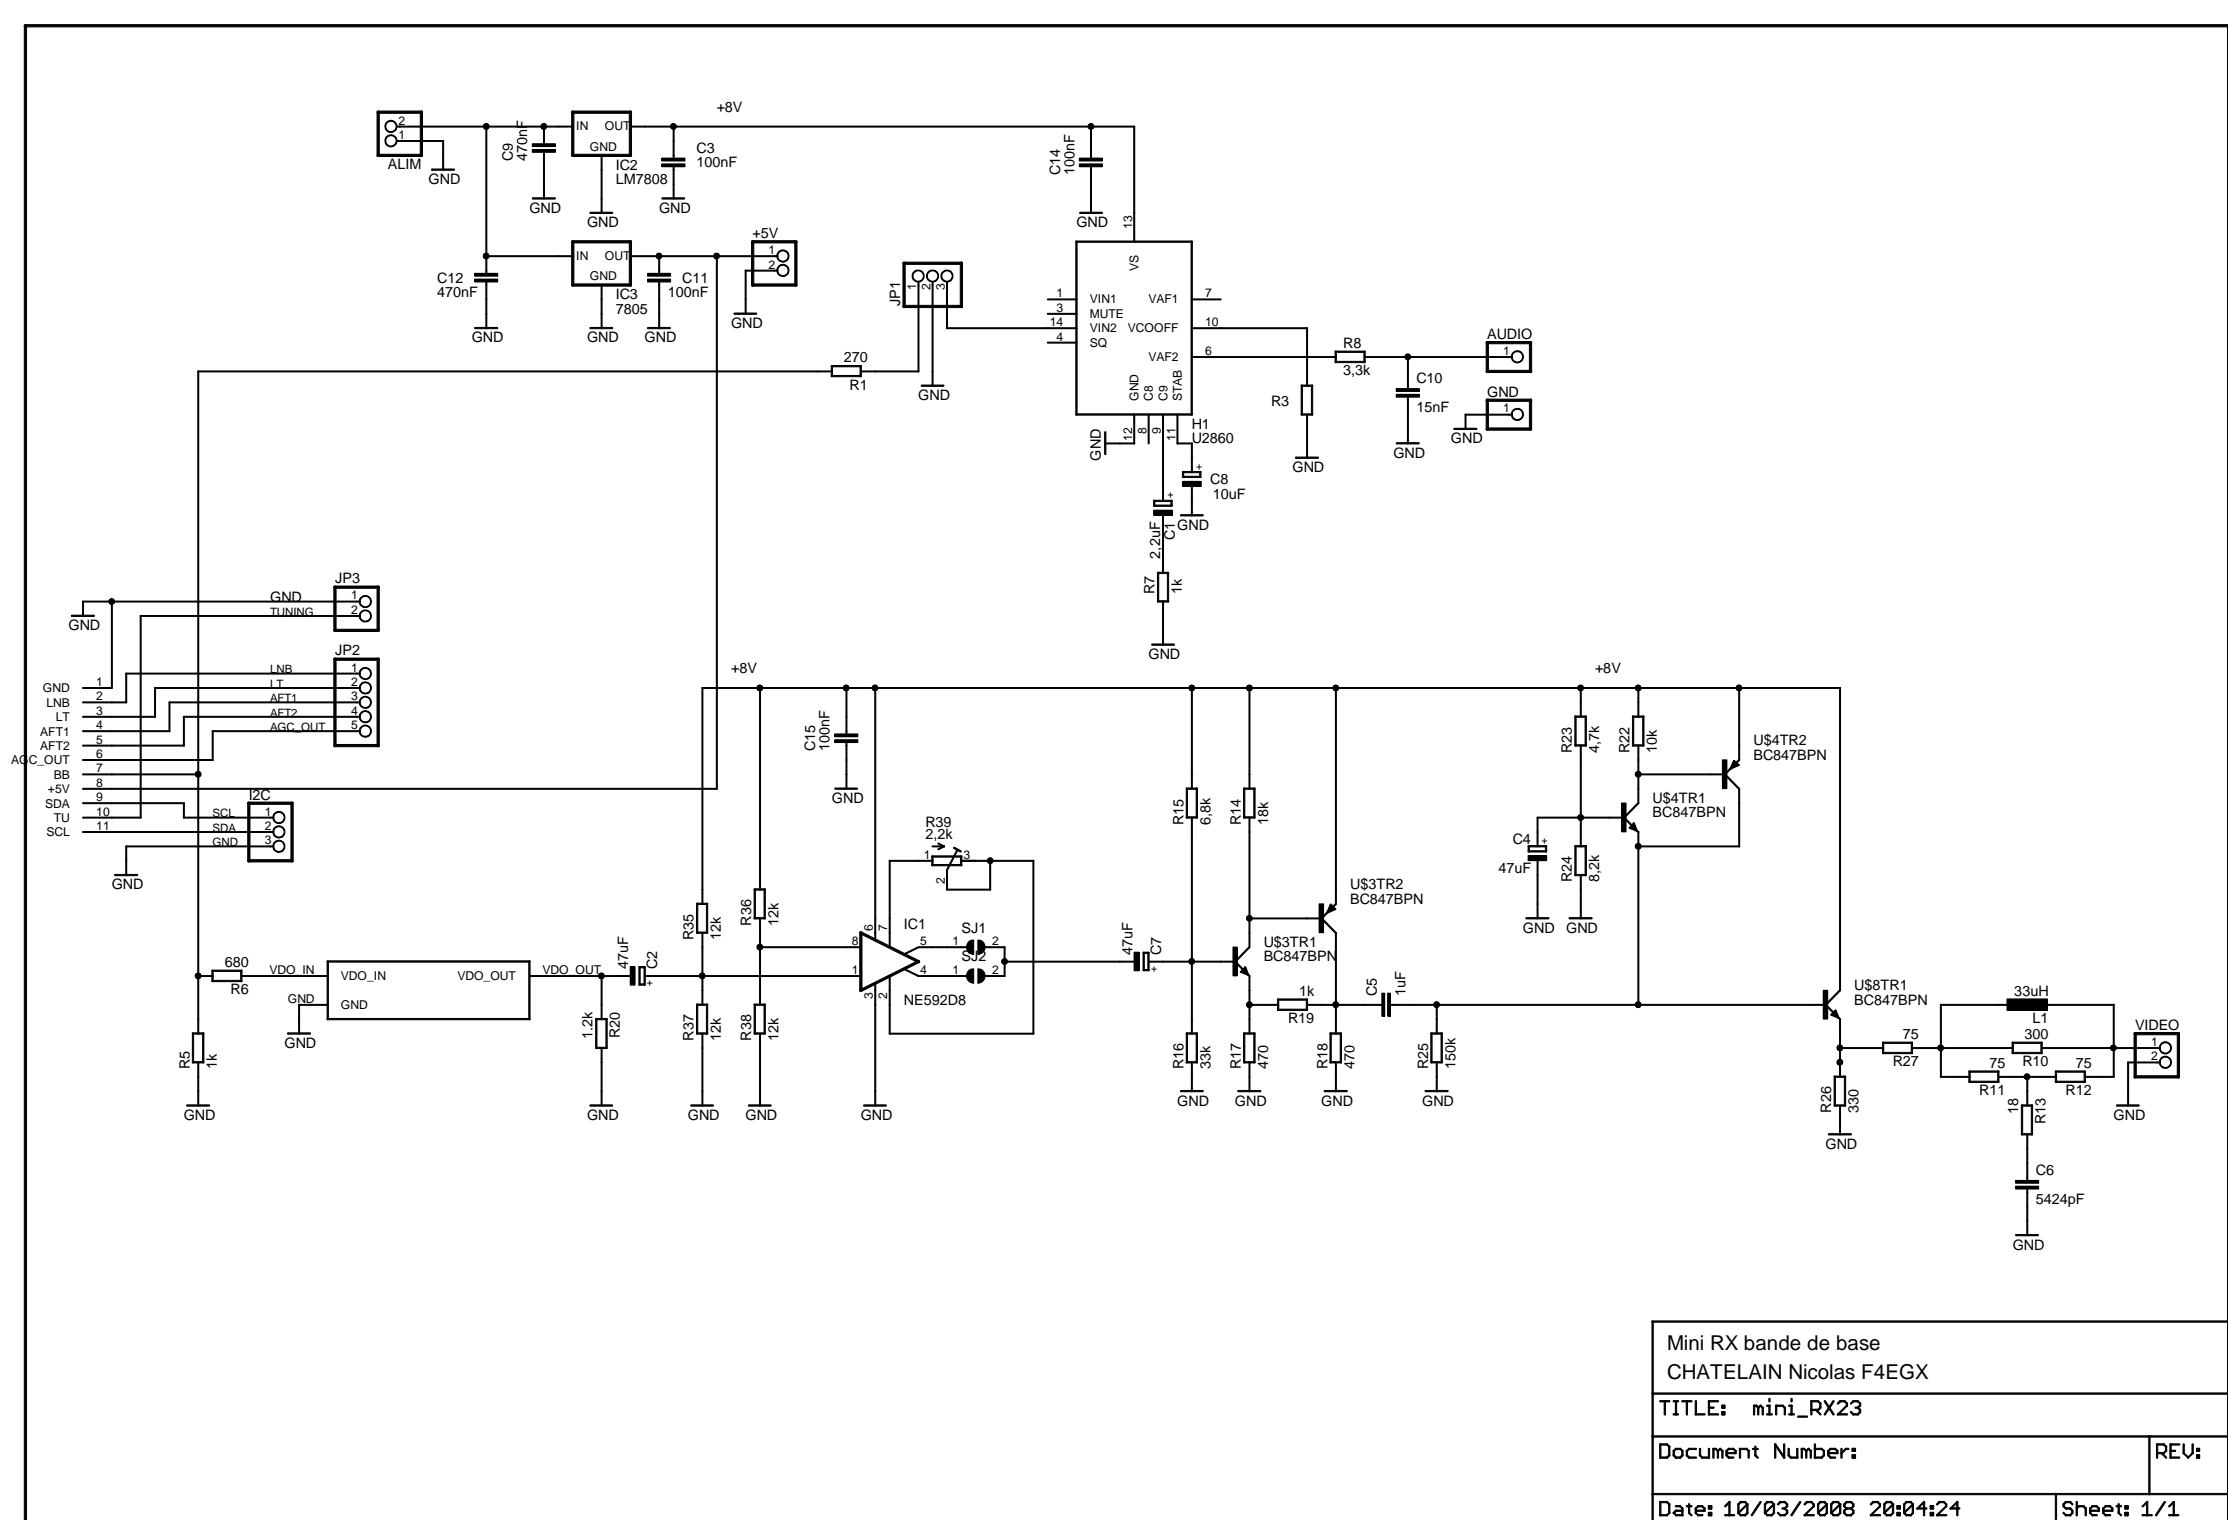 +8V
2
1
ALIM
GND
C9
470nF
IN OUT
GND
IC2
LM7808
GND
GND
C3
100nF
GND
C14
100nF
GND
13
C12
470nF
GND
IN OUT
GND
IC3
7805
GND
C11
100nF
GND
+5V
1
2
GND
JP1
1
2
3
GND
270
R1
VS
1 VIN1
3 MUTE
14 VIN2
4 SQ
VAF1 7
VCOOFF 10
VAF2 6
GND
C8
C9
STAB
12
8
9
11
H1
U2860
GND
C8
10uF
+
GND
+
2,2uF
C1
R7
1k
GND
R3
GND
R8
3,3k
C10
15nF
GND
AUDIO
1
GND
1
GND
JP3
GND 1
TUNING 2
GND
JP2
LNB 1
LT 2
AFT1 3
AFT2 4
AGC_OUT 5
GND 1
LNB 2
LT 3
AFT1 4
AFT2 5
AGC_OUT 6
BB 7
+5V 8
SDA 9
TU 10
SCL 11
I2C
SCL 1
SDA 2
GND 3
GND
680
R6
VDO_IN
VDO_IN VDO_OUT
GND
GND
GND
VDO_OUT
R5
1k
GND
1.2k
R20
GND
47uF
C2
+
+8V
R35
12k
R36
12k
R37
12k
R38
12k
GND
GND
C15
100nF
GND
R39
2,2k
1
3
2
IC1
NE592D8
8
1
6
7
3
2
5
4
GND
SJ1
1 2
SJ2
1 2
47uF
C7
+
R15
6,8k
R14
18k
R16
33k
R17
470
R18
470
R25
150k
GND
GND
GND
GND
U$3TR2
BC847BPN
U$3TR1
BC847BPN
1k
R19
C5
1uF
+8V
R23
4,7k
R22
10k
U$4TR2
BC847BPN
U$4TR1
BC847BPN
C4
47uF
+
R24
8,2k
GND
GND
U$8TR1
BC847BPN
75
R27
R26
330
GND
33uH
L1
300
R10
75
R11
75
R12
18
R13
C6
5424pF
GND
VIDEO
1
2
GND
Mini RX bande de base
CHATELAIN Nicolas F4EGX
TITLE: mini_RX23
Document Number:
REV:
Date: 10/03/2008 20:04:24
Sheet: 1/1